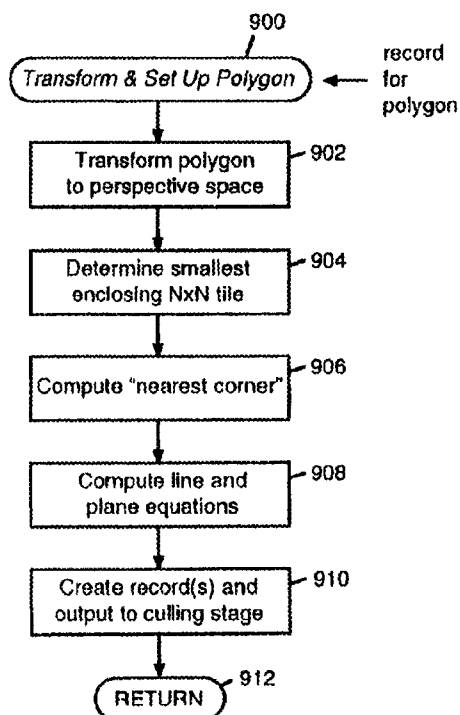 900
Transform & Set Up Polygon
record
for
polygon
Transform polygon
to perspective space
902
Determine smallest
enclosing NxN tile
904
Compute "nearest corner"
906
Compute line and
plane equations
908
Create record(s) and
output to culling stage
910
RETURN
912